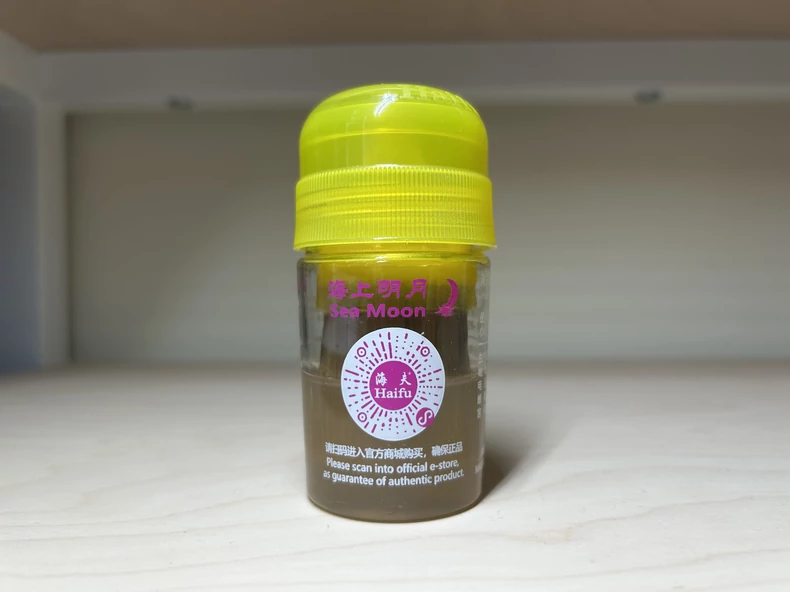 海上明月
Sea Moon
海夫
Haifu
请扫码进入官方商城购买，确保正品
Please scan into official e-store,
as guarantee of authentic product.